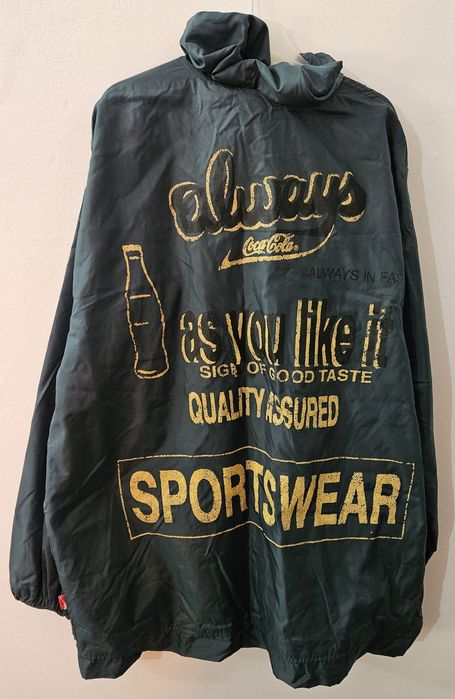 always
Coca-Cola®
ALWAYS IN FAS
as you like it
SIGN OF GOOD TASTE
QUALITY ASSURED
SPORTSWEAR